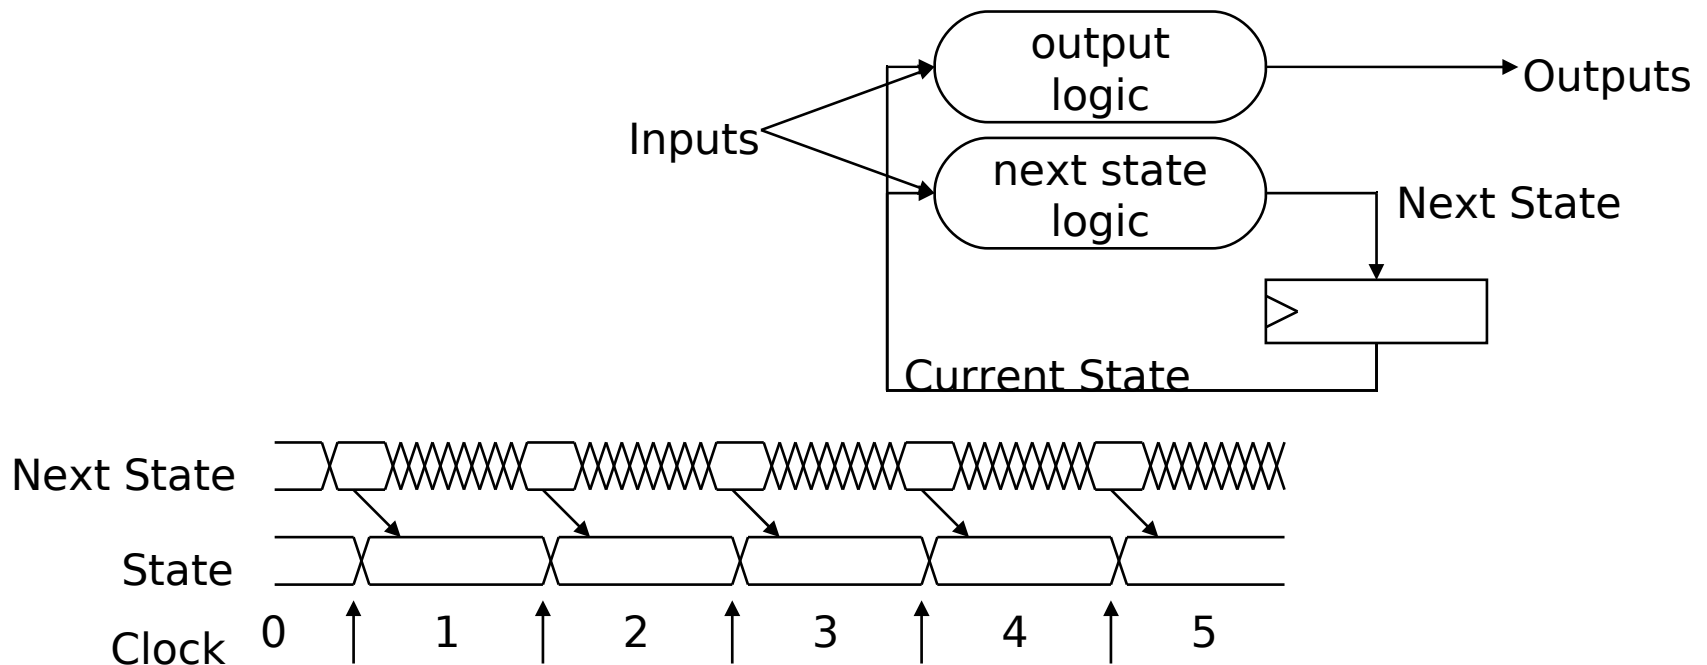 output
logic
Outputs
Inputs
next state
logic
Next State
Current State
Next State
State
0 1 2 3 4 5
Clock